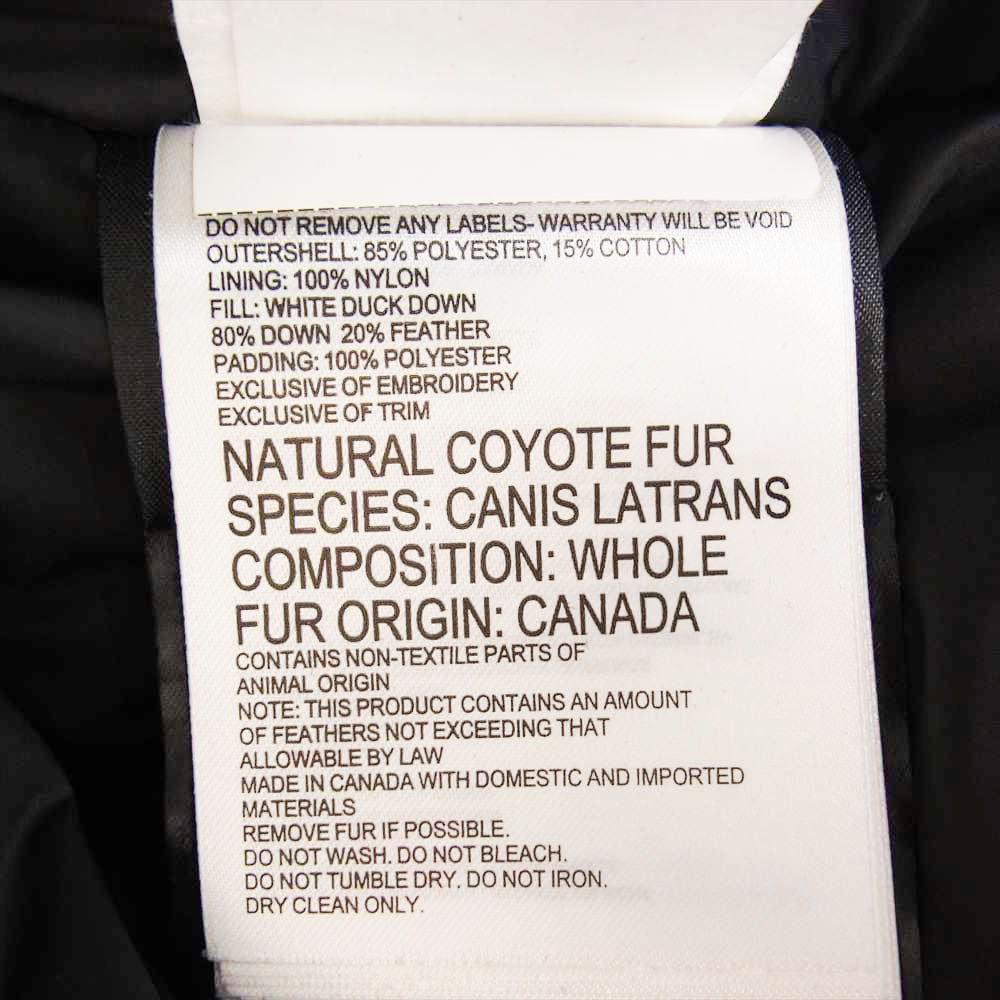 DO NOT REMOVE ANY LABELS- WARRANTY WILL BE VOID
OUTERSHELL: 85% POLYESTER, 15% COTTON
LINING: 100% NYLON
FILL: WHITE DUCK DOWN
80% DOWN 20% FEATHER
PADDING: 100% POLYESTER
EXCLUSIVE OF EMBROIDERY
EXCLUSIVE OF TRIM
NATURAL COYOTE FUR
SPECIES: CANIS LATRANS
COMPOSITION: WHOLE
FUR ORIGIN: CANADA
CONTAINS NON-TEXTILE PARTS OF
ANIMAL ORIGIN
NOTE: THIS PRODUCT CONTAINS AN AMOUNT
OF FEATHERS NOT EXCEEDING THAT
ALLOWABLE BY LAW
MADE IN CANADA WITH DOMESTIC AND IMPORTED
MATERIALS
REMOVE FUR IF POSSIBLE.
DO NOT WASH. DO NOT BLEACH.
DO NOT TUMBLE DRY. DO NOT IRON.
DRY CLEAN ONLY.